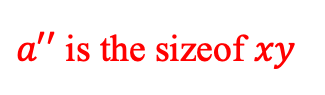 a′′ is the sizeof xy